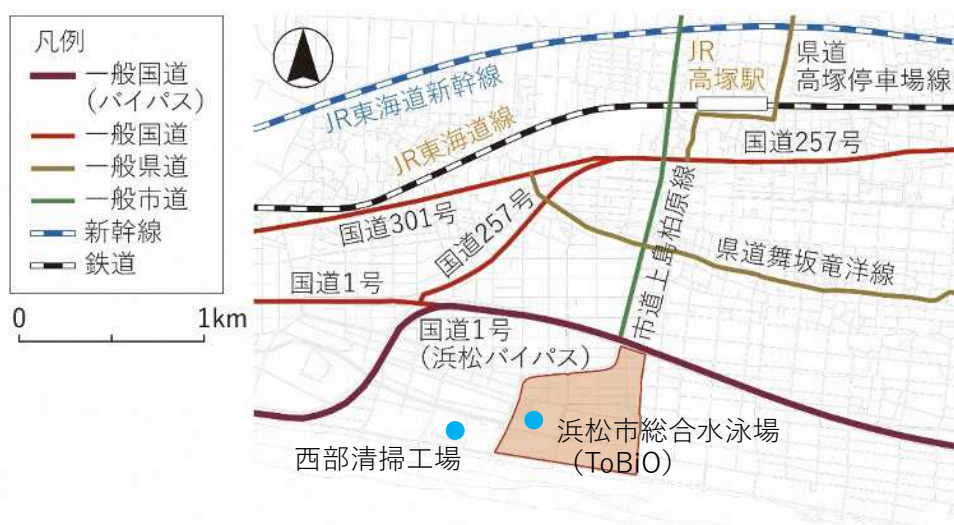 凡例
一般国道
(バイパス)
一般国道
一般県道
一般市道
新幹線
鉄道
0 1km
JR東海道新幹線
JR東海道線
JR
高塚駅
県道
高塚停車場線
国道257号
国道301号
国道257号
国道1号
国道1号
(浜松バイパス)
市道上島柏原線
県道舞坂竜洋線
西部清掃工場
浜松市総合水泳場
(ToBiO)